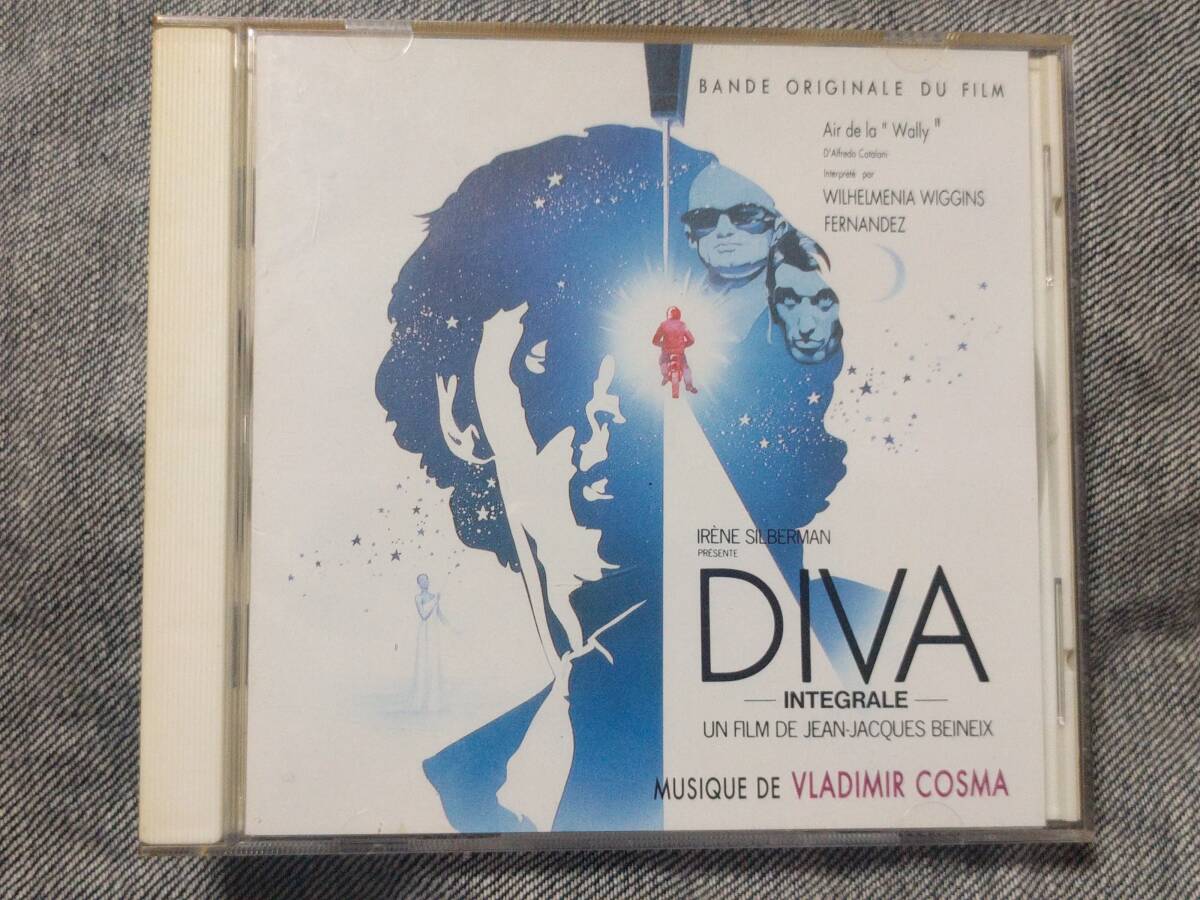 BANDE ORIGINALE DU FILM
Air de la " Wally "
D'Alfredo Catalani
Interpreté par
WILHELMENIA WIGGINS
FERNANDEZ
IRÈNE SILBERMAN
PRÉSENTE
DIVA
INTEGRALE
UN FILM DE JEAN-JACQUES BEINEIX
MUSIQUE DE VLADIMIR COSMA